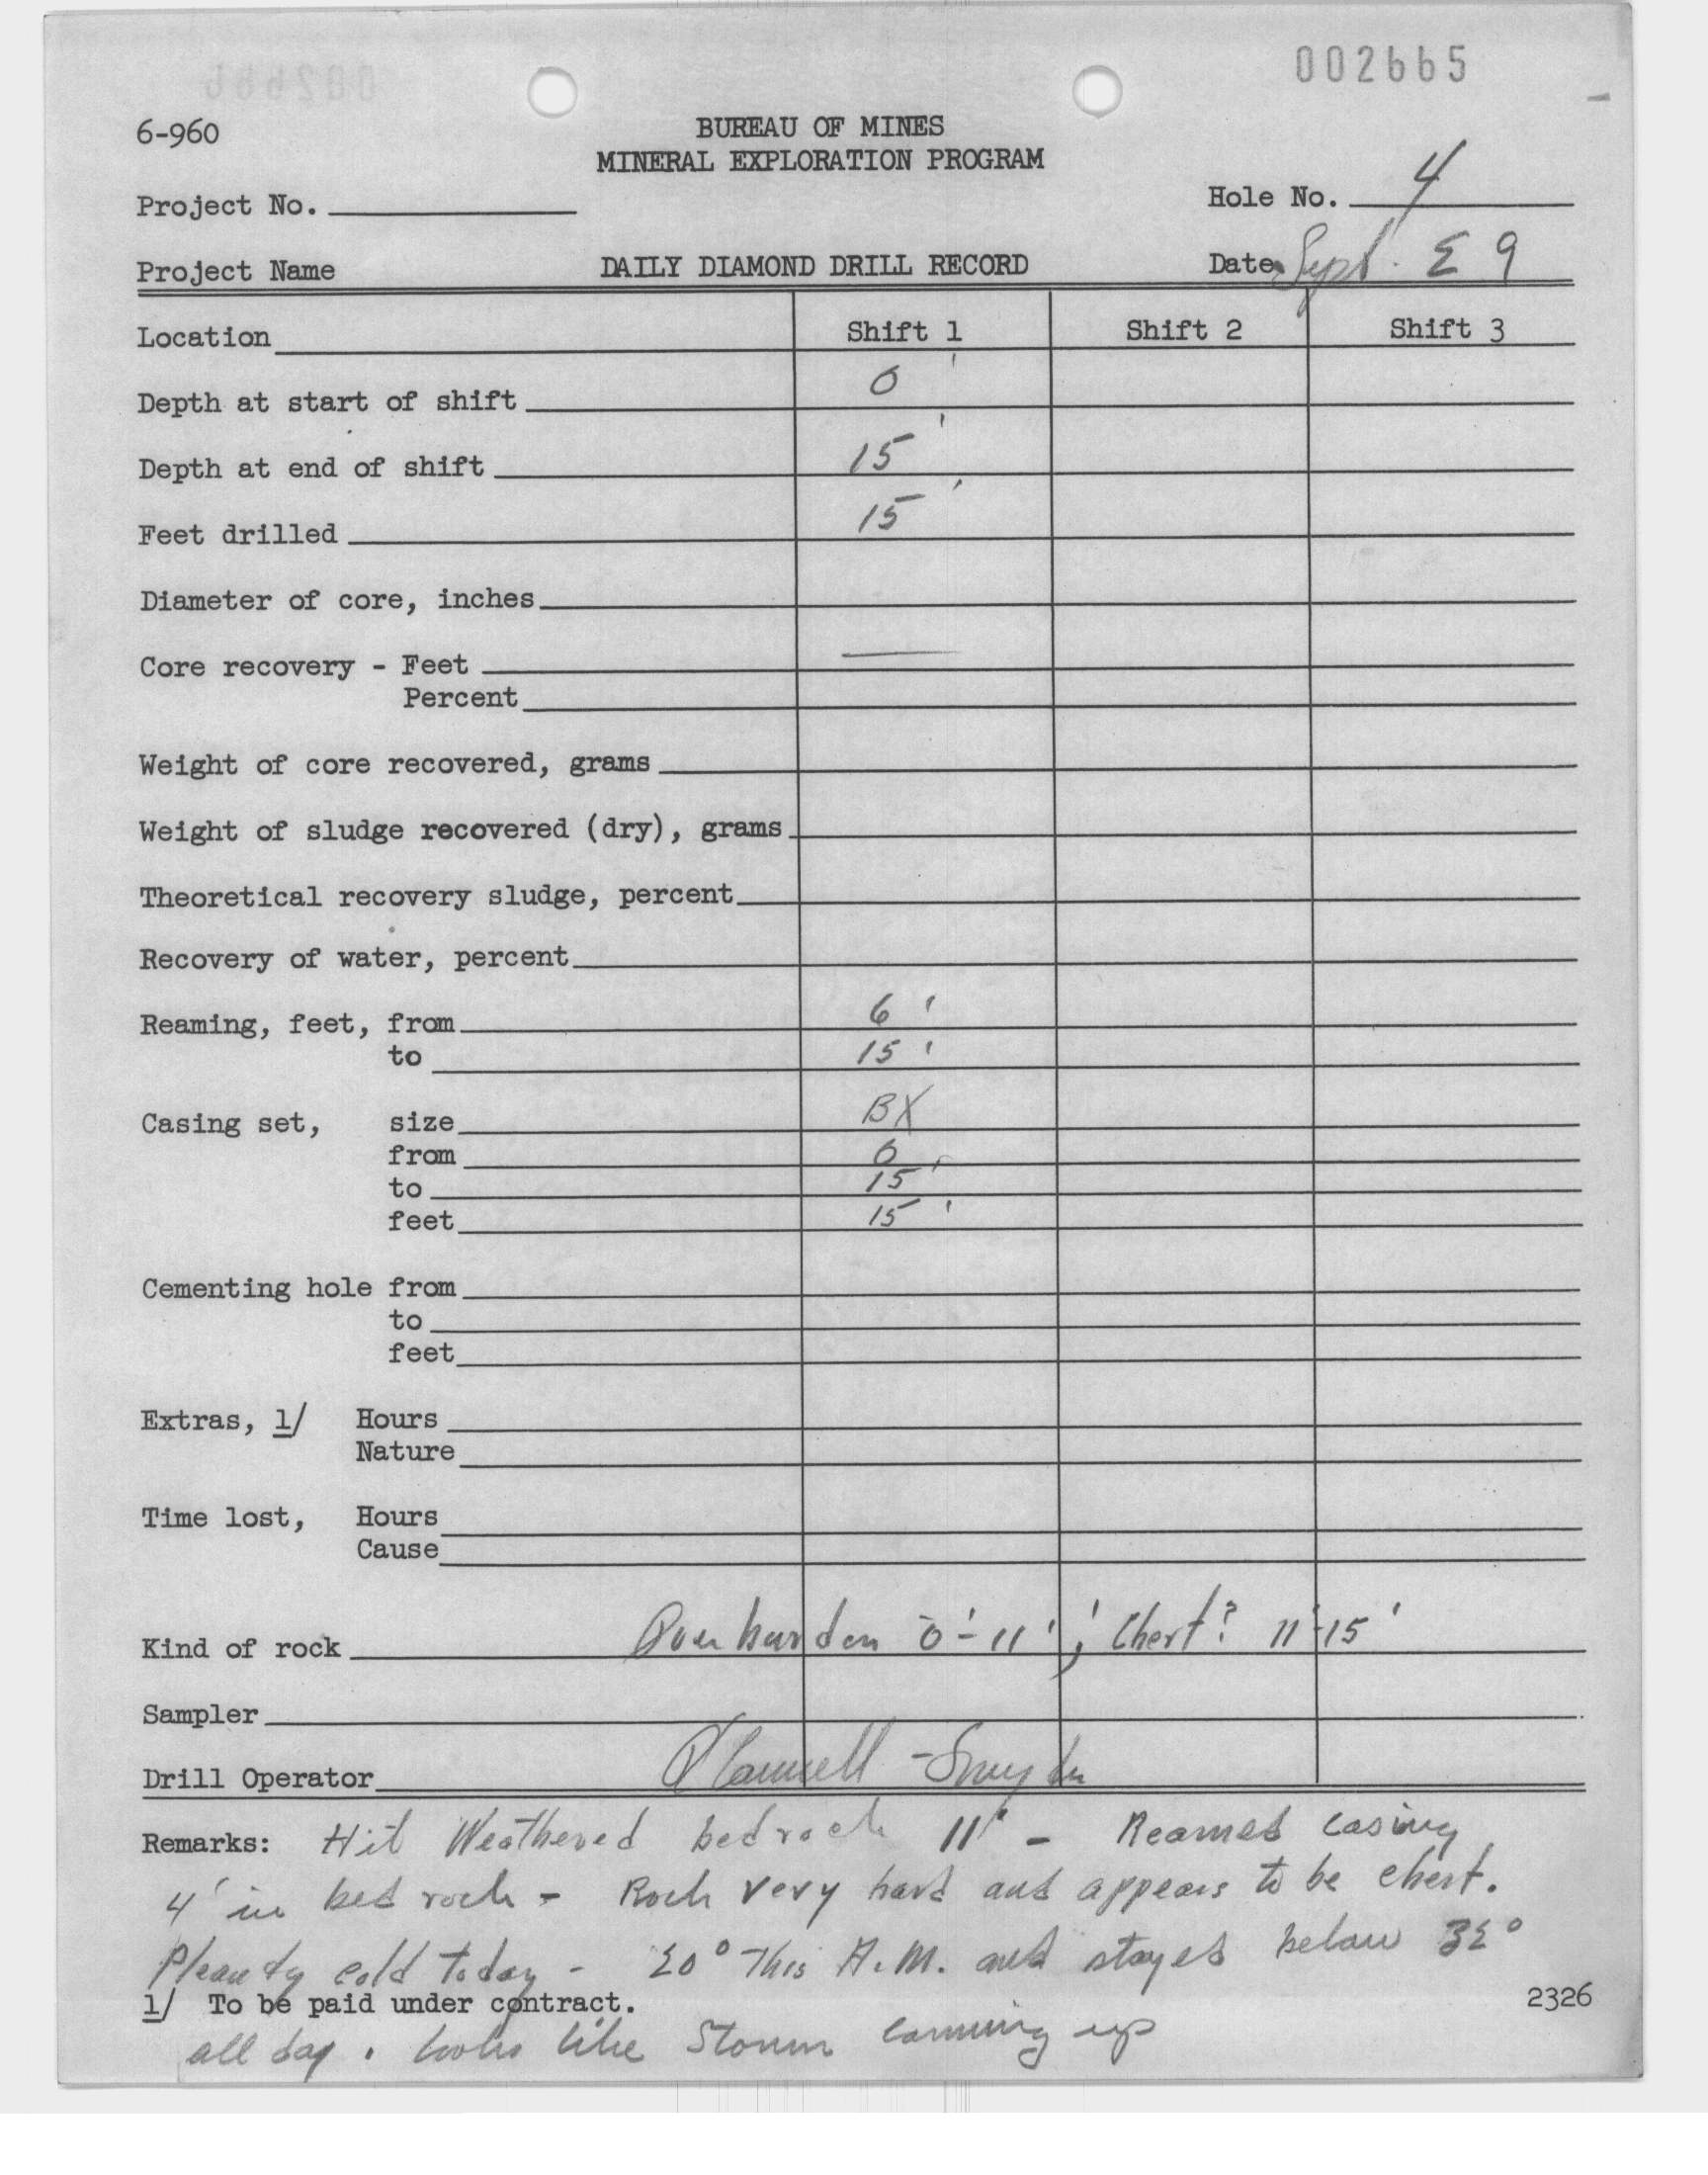 002665
6-960
BUREAU OF MINES
MINERAL EXPLORATION PROGRAM
Project No.
Hole No. 4
Project Name
DAILY DIAMOND DRILL RECORD
Date Sept. 29
Location
Shift 1
Shift 2
Shift 3
Depth at start of shift 0'
Depth at end of shift 15'
Feet drilled 15'
Diameter of core, inches
Core recovery - Feet —
Percent
Weight of core recovered, grams
Weight of sludge recovered (dry), grams
Theoretical recovery sludge, percent
Recovery of water, percent
Reaming, feet, from 6'
to 15'
Casing set, size BX
from 0
to 15'
feet 15'
Cementing hole from
to
feet
Extras, 1/ Hours
Nature
Time lost, Hours
Cause
Kind of rock Overburden 0'-11'; Chert? 11'-15'
Sampler
Drill Operator O'Connell - Snyder
Remarks: Hit Weathered bedrock 11' - Reamed casing
4' in bed rock - Rock very hard and appears to be chert.
Pleanty cold today - 20° This A.M. and stayed below 32°
1/ To be paid under contract.
2326
all day. looks like Storm comming up